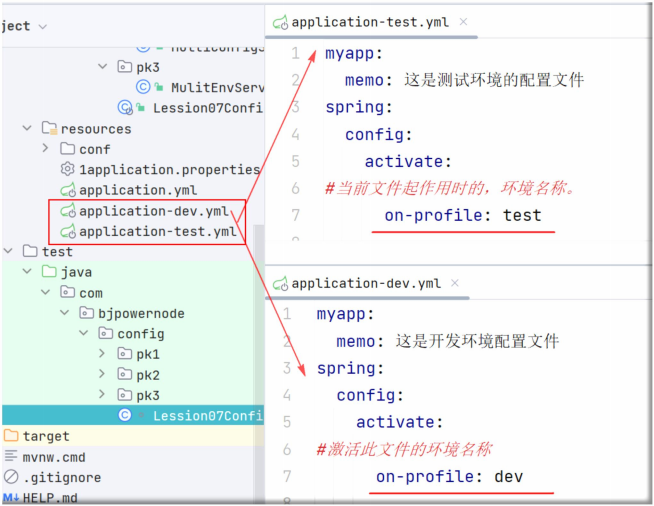 ject
pk3
MulitEnvServ
Lession07Confi
resources
conf
1application.properties
application.yml
application-dev.yml
application-test.yml
test
java
com
bjpowernode
config
pk1
pk2
pk3
Lession07Confi
target
mvnw.cmd
.gitignore
M↓ HELP.md
application-test.yml
1 myapp:
2 memo: 这是测试环境的配置文件
3 spring:
4 config:
5 activate:
6 #当前文件起作用时的，环境名称。
7 on-profile: test
application-dev.yml
1 myapp:
2 memo: 这是开发环境配置文件
3 spring:
4 config:
5 activate:
6 #激活此文件的环境名称
7 on-profile: dev